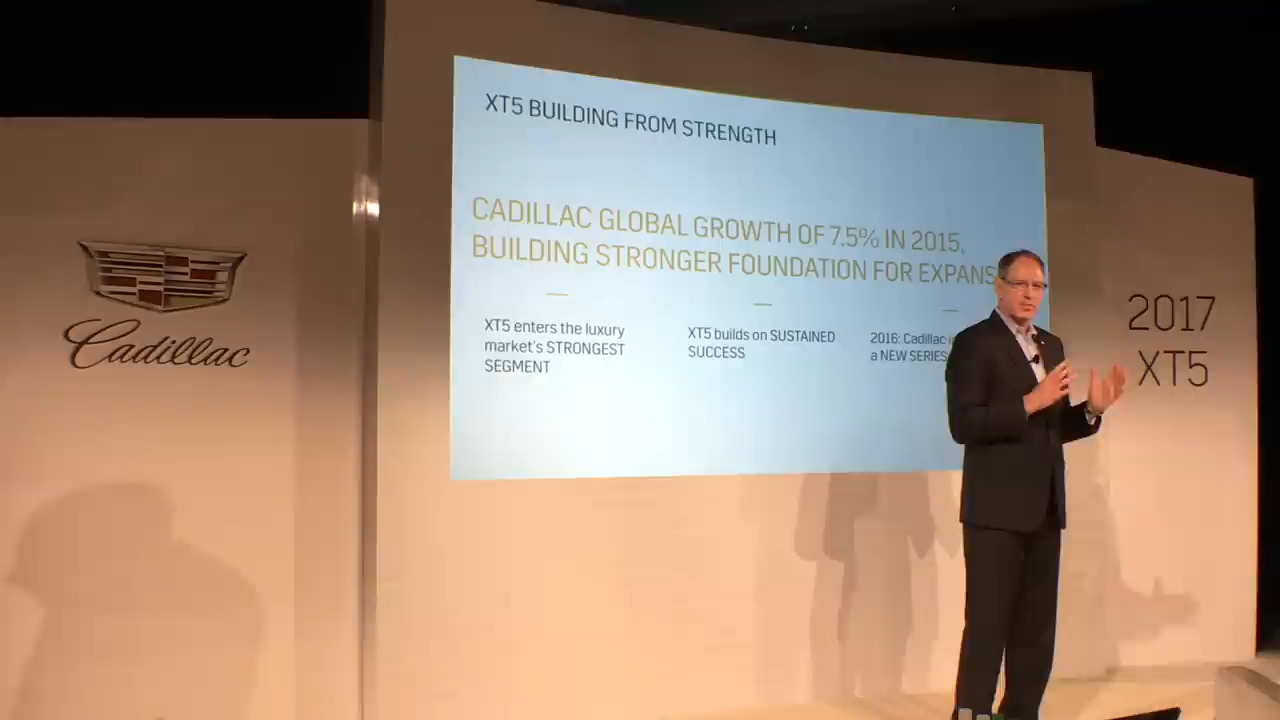 XT5 BUILDING FROM STRENGTH
CADILLAC GLOBAL GROWTH OF 7.5% IN 2015,
BUILDING STRONGER FOUNDATION FOR EXPANS
XT5 enters the luxury
market's STRONGEST
SEGMENT
XT5 builds on SUSTAINED
SUCCESS
2016: Cadillac
a NEW SERIES
Cadillac
2017
XT5